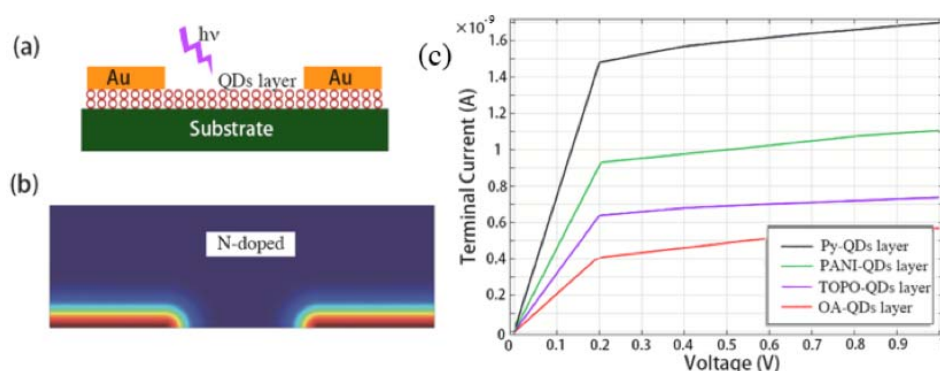 (a)
hν
Au
QDs layer
Au
Substrate
(b)
N-doped
(c)
×10⁻⁹
Terminal Current (A)
1.6
1.4
1.2
1
0.8
0.6
0.4
0.2
0
0
0.1
0.2
0.3
0.4
0.5
0.6
0.7
0.8
0.9
Voltage (V)
Py-QDs layer
PANI-QDs layer
TOPO-QDs layer
OA-QDs layer